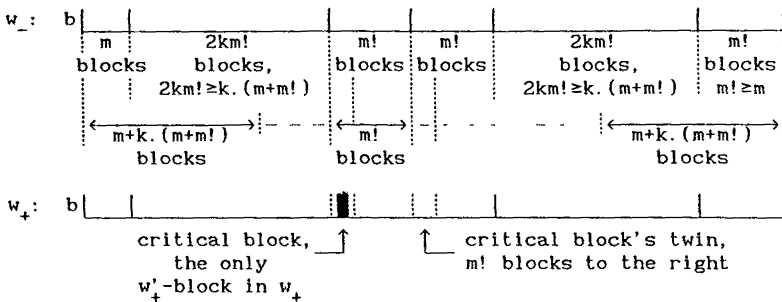 w_: b
m 2km! m! m! 2km! m!
blocks blocks, blocks blocks blocks, blocks
2km!≥k.(m+m!) 2km!≥k.(m+m!) m!≥m
m+k.(m+m!) m! m+k.(m+m!)
blocks blocks blocks
w₊: b
critical block, critical block's twin,
the only m! blocks to the right
w'₊-block in w₊